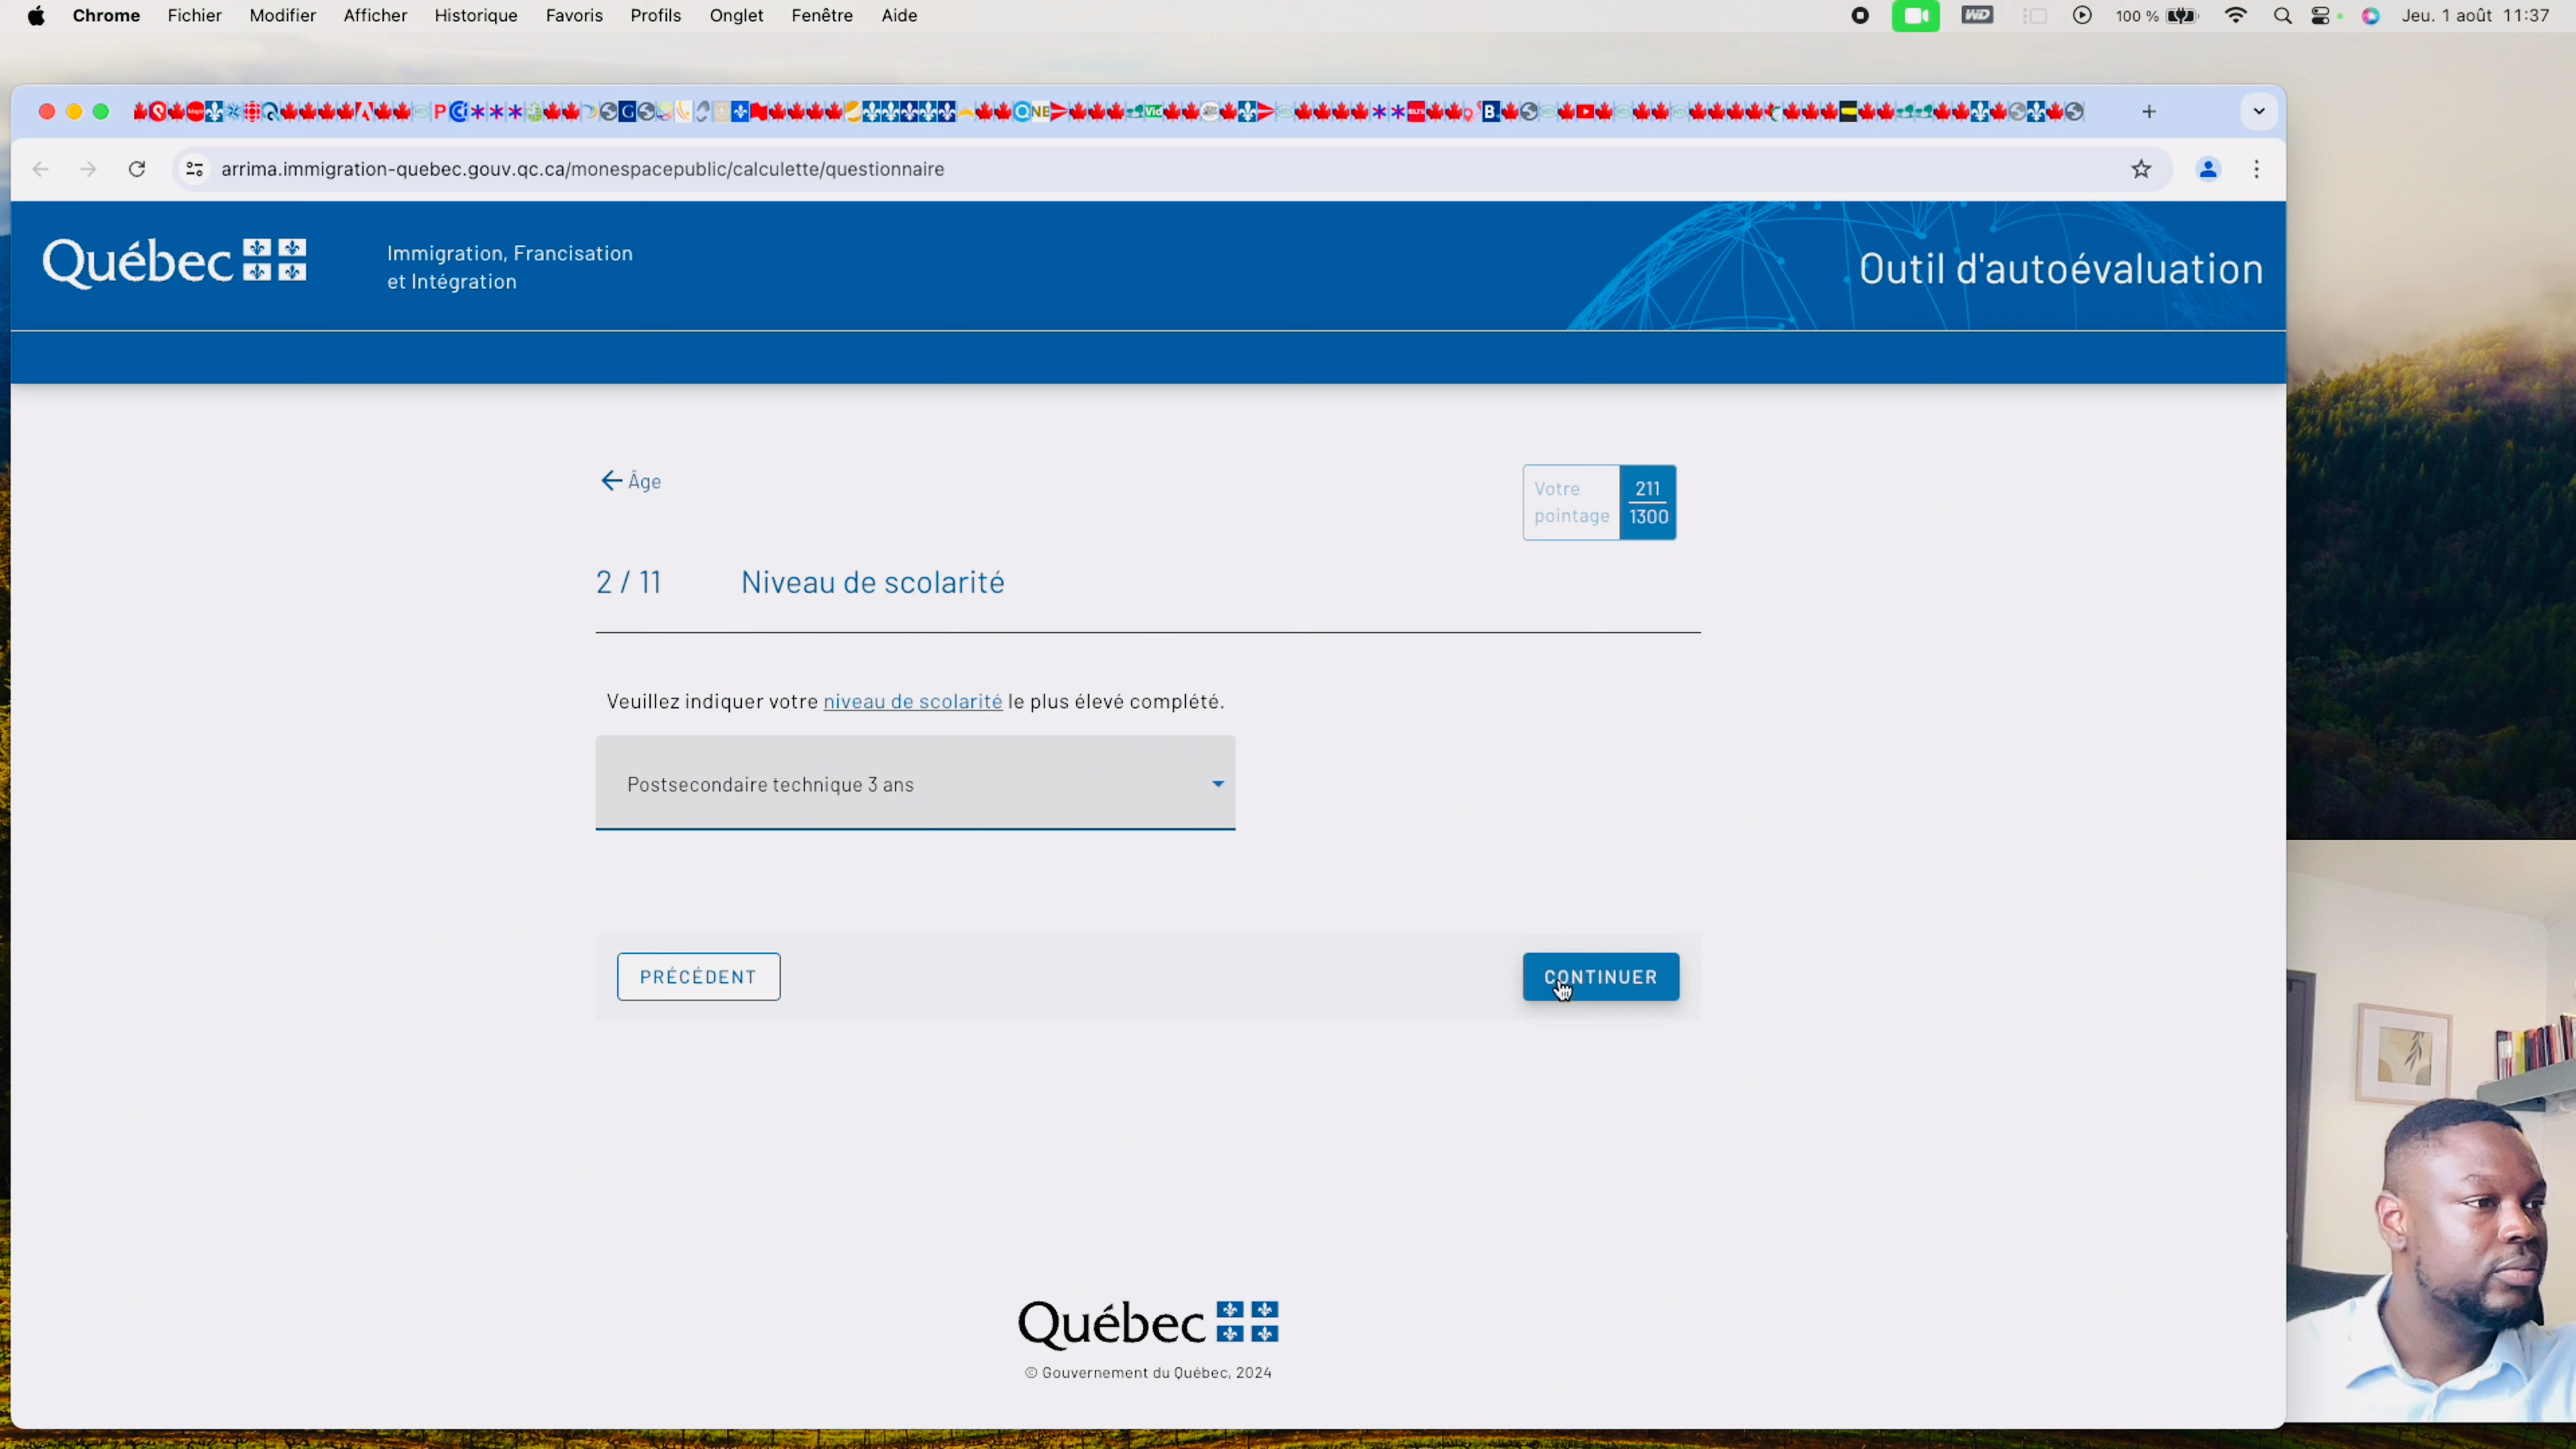 Chrome Fichier Modifier Afficher Historique Favoris Profils Onglet Fenêtre Aide
WD 100 % Jeu. 1 août 11:37
arrima.immigration-quebec.gouv.qc.ca/monespacepublic/calculette/questionnaire
Québec
Immigration, Francisation
et Intégration
Outil d'autoévaluation
Âge
Votre
pointage
211
1300
2 / 11 Niveau de scolarité
Veuillez indiquer votre niveau de scolarité le plus élevé complété.
Postsecondaire technique 3 ans
PRÉCÉDENT
CONTINUER
Québec
© Gouvernement du Québec, 2024